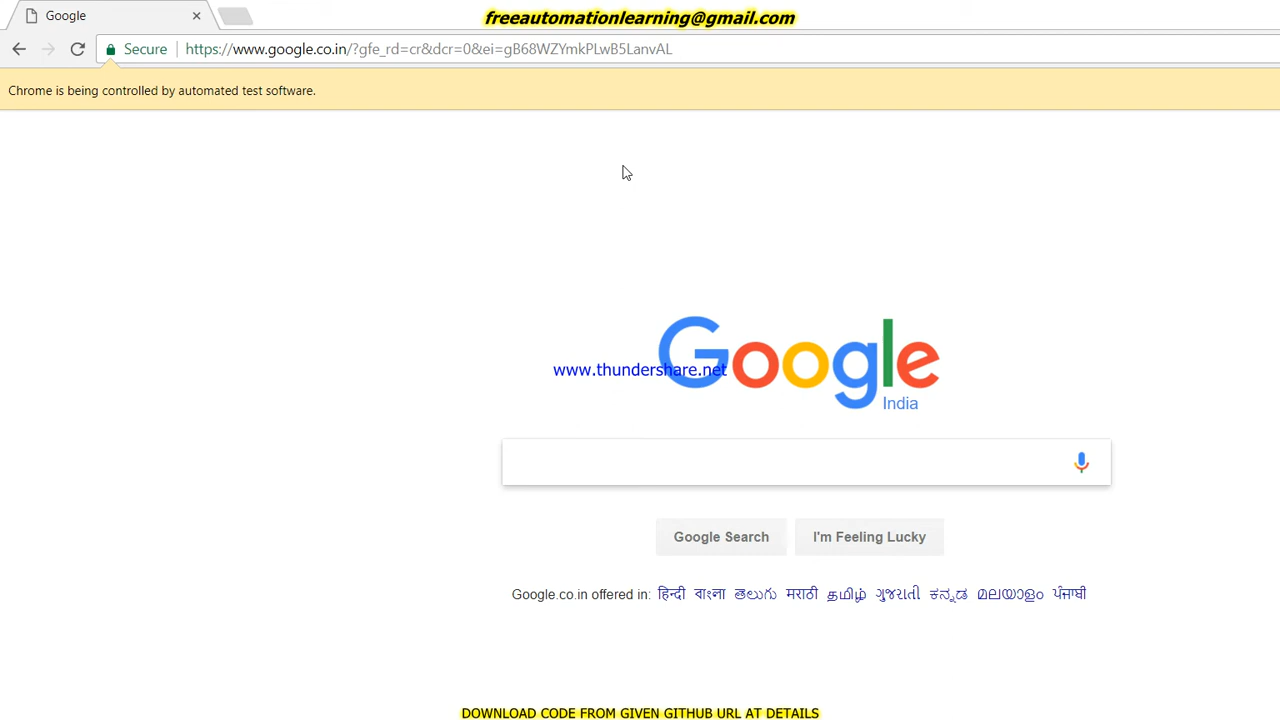 Google
freeautomationlearning@gmail.com
Secure
https://www.google.co.in/?gfe_rd=cr&dcr=0&ei=gB68WZYmkPLwB5LanvAL
Chrome is being controlled by automated test software.
Google
www.thundershare.net
India
Google Search
I'm Feeling Lucky
Google.co.in offered in: हिन्दी বাংলা తెలుగు मराठी தமிழ் ગુજરાતી ಕನ್ನಡ മലയാളം ਪੰਜਾਬੀ
DOWNLOAD CODE FROM GIVEN GITHUB URL AT DETAILS